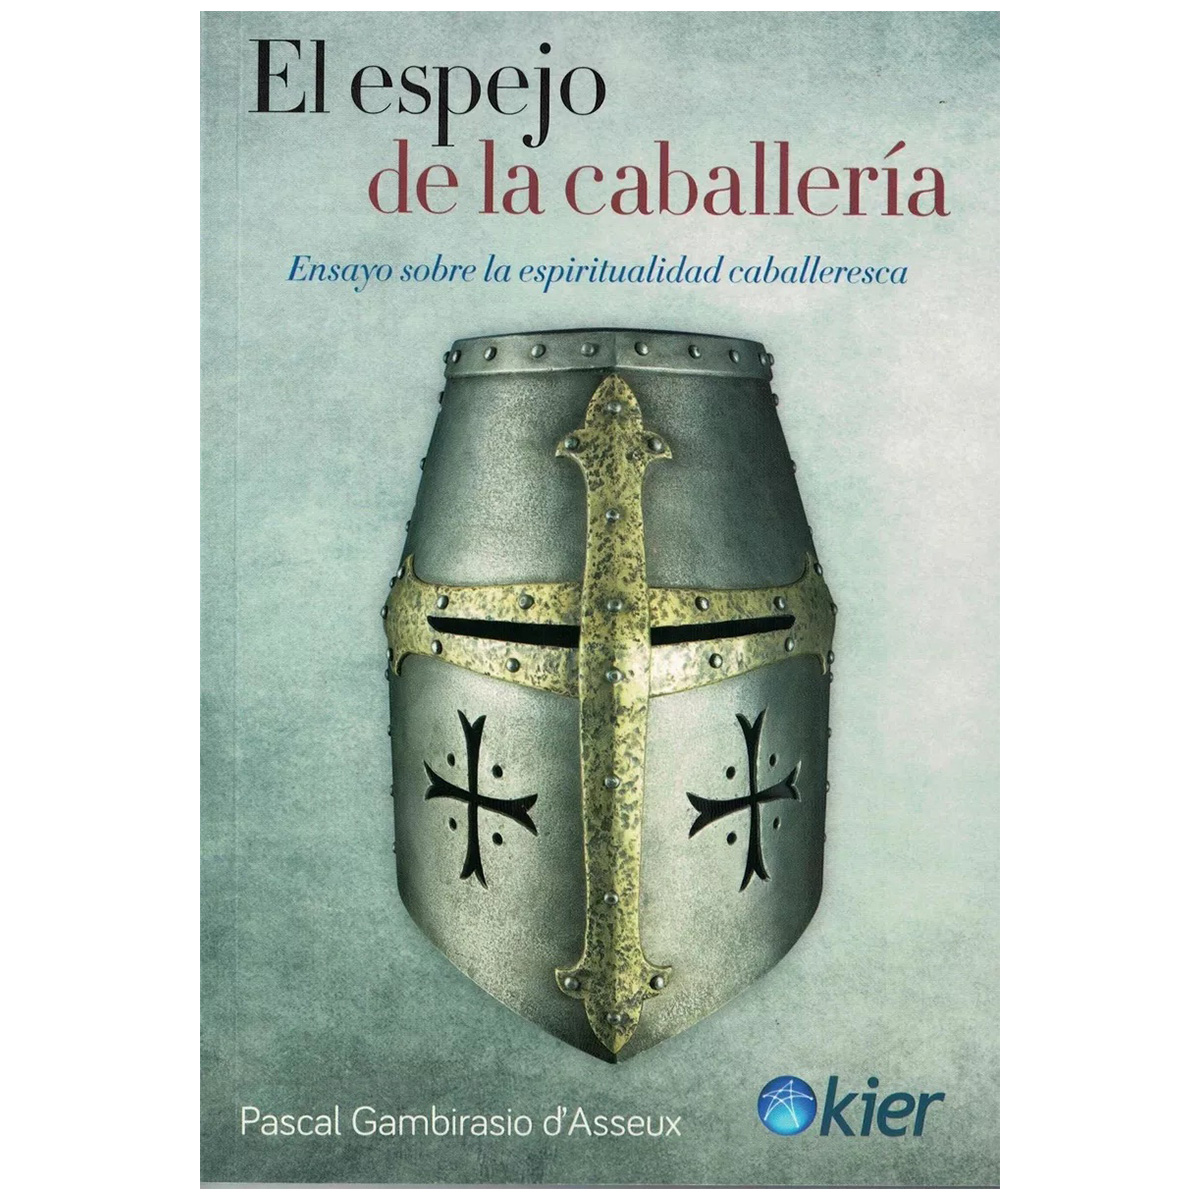 El espejo
de la caballería
Ensayo sobre la espiritualidad caballeresca
Pascal Gambirasio d'Asseux
kier